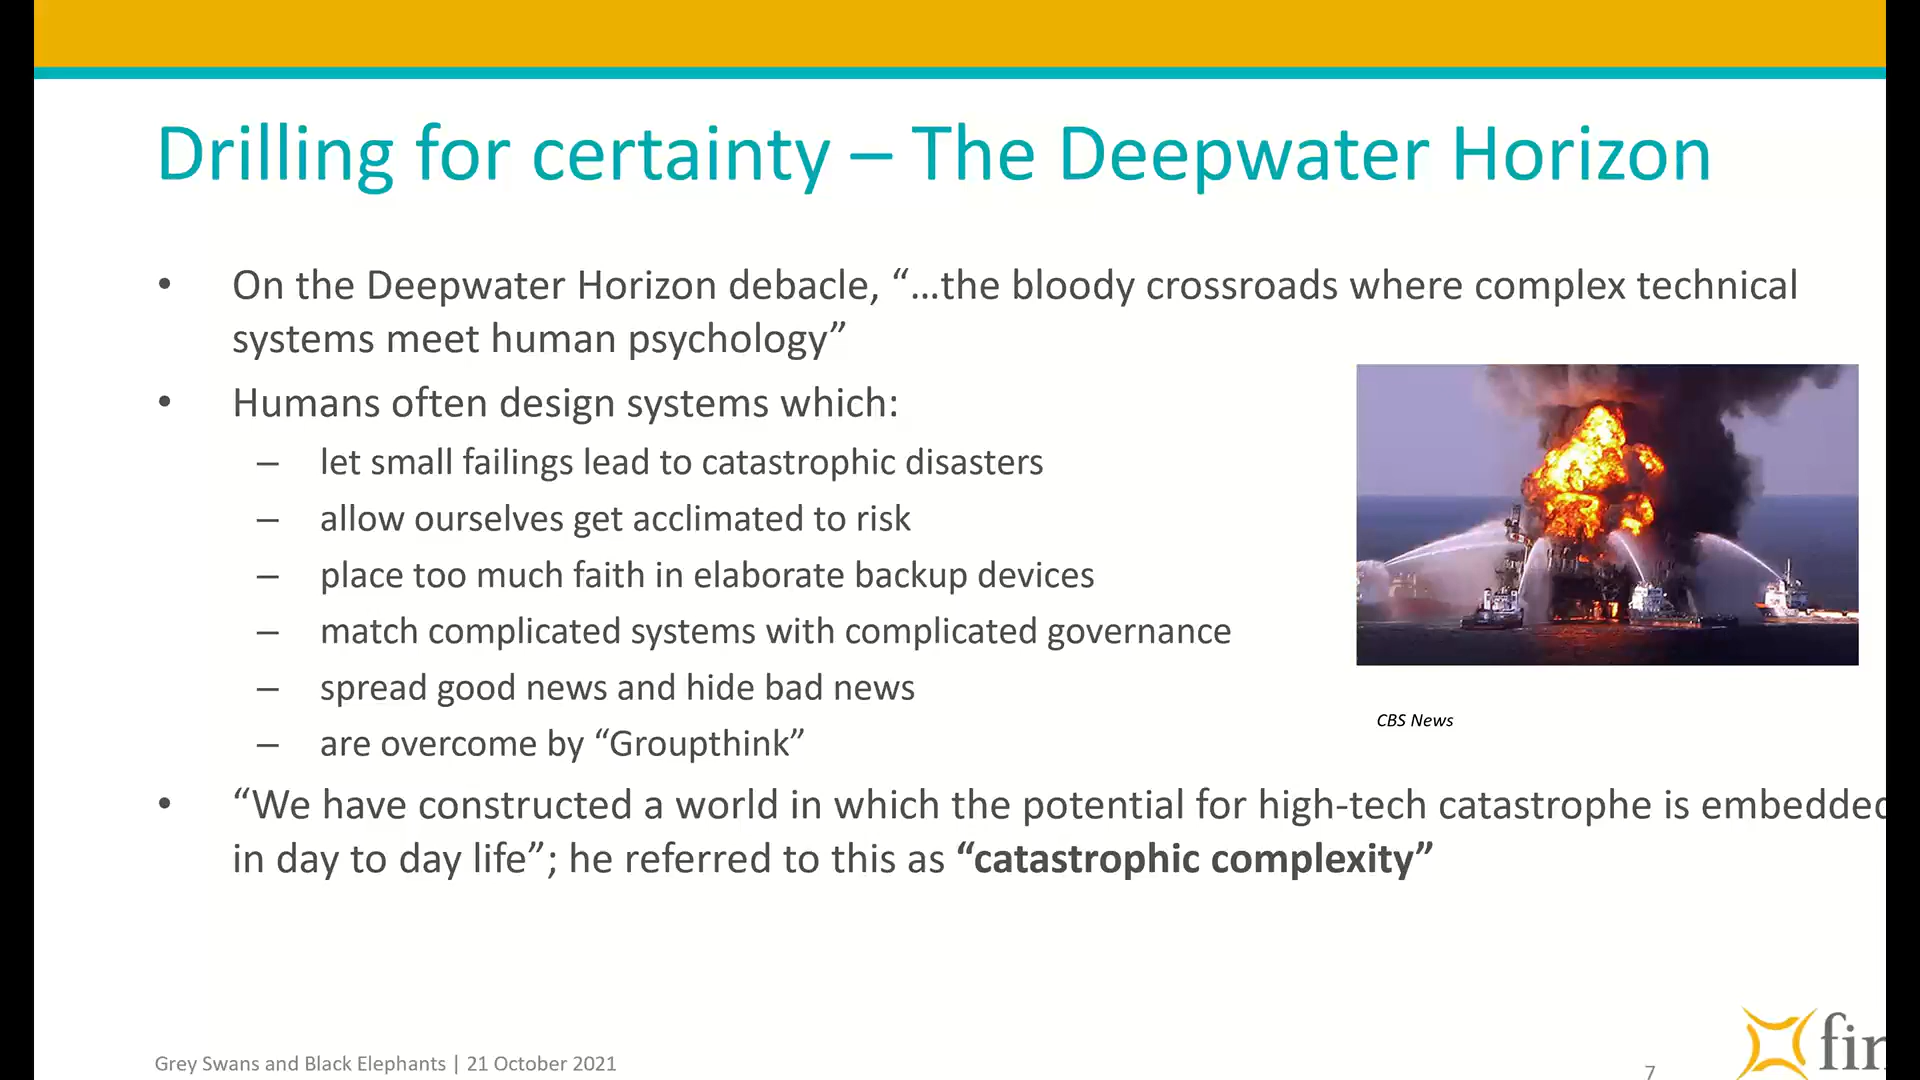 Drilling for certainty – The Deepwater Horizon
• On the Deepwater Horizon debacle, “…the bloody crossroads where complex technical
systems meet human psychology”
• Humans often design systems which:
– let small failings lead to catastrophic disasters
– allow ourselves get acclimated to risk
– place too much faith in elaborate backup devices
– match complicated systems with complicated governance
– spread good news and hide bad news
– are overcome by “Groupthink”
CBS News
• “We have constructed a world in which the potential for high-tech catastrophe is embedded
in day to day life”; he referred to this as “catastrophic complexity”
Grey Swans and Black Elephants | 21 October 2021
7